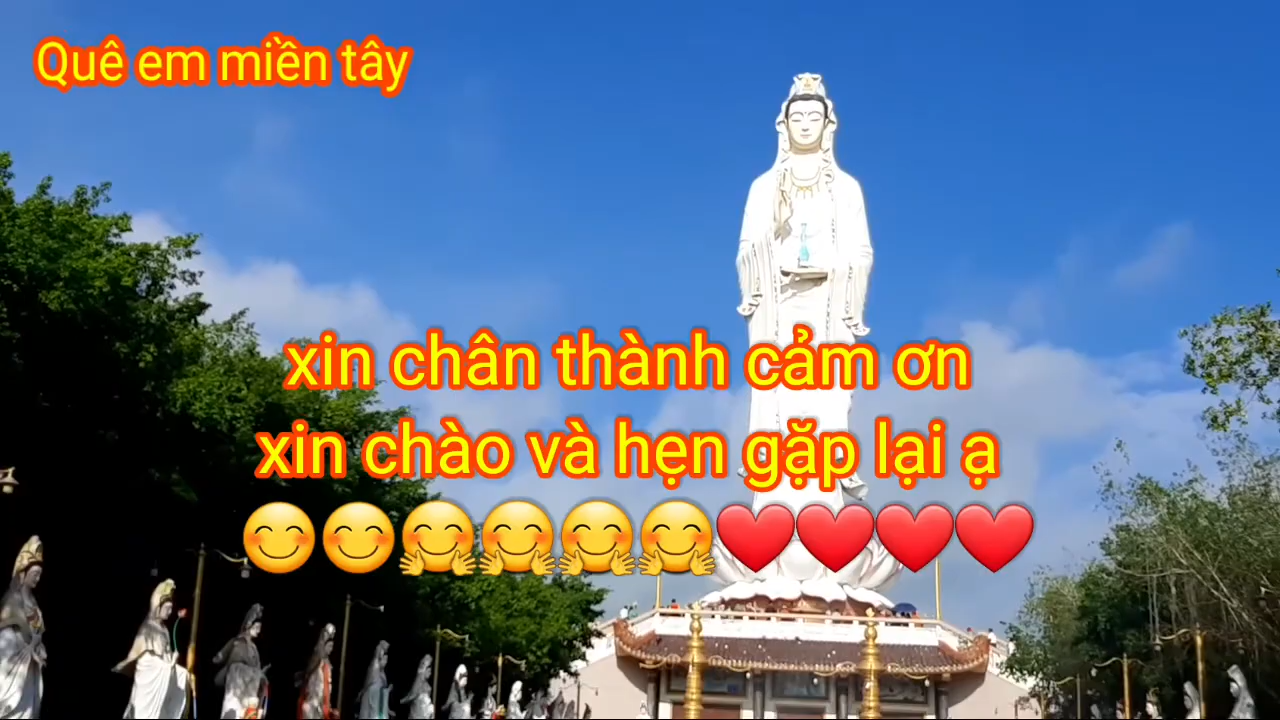 Quê em miền tây
xin chân thành cảm ơn
xin chào và hẹn gặp lại ạ
😊😊🤗🤗🤗🤗❤️❤️❤️❤️